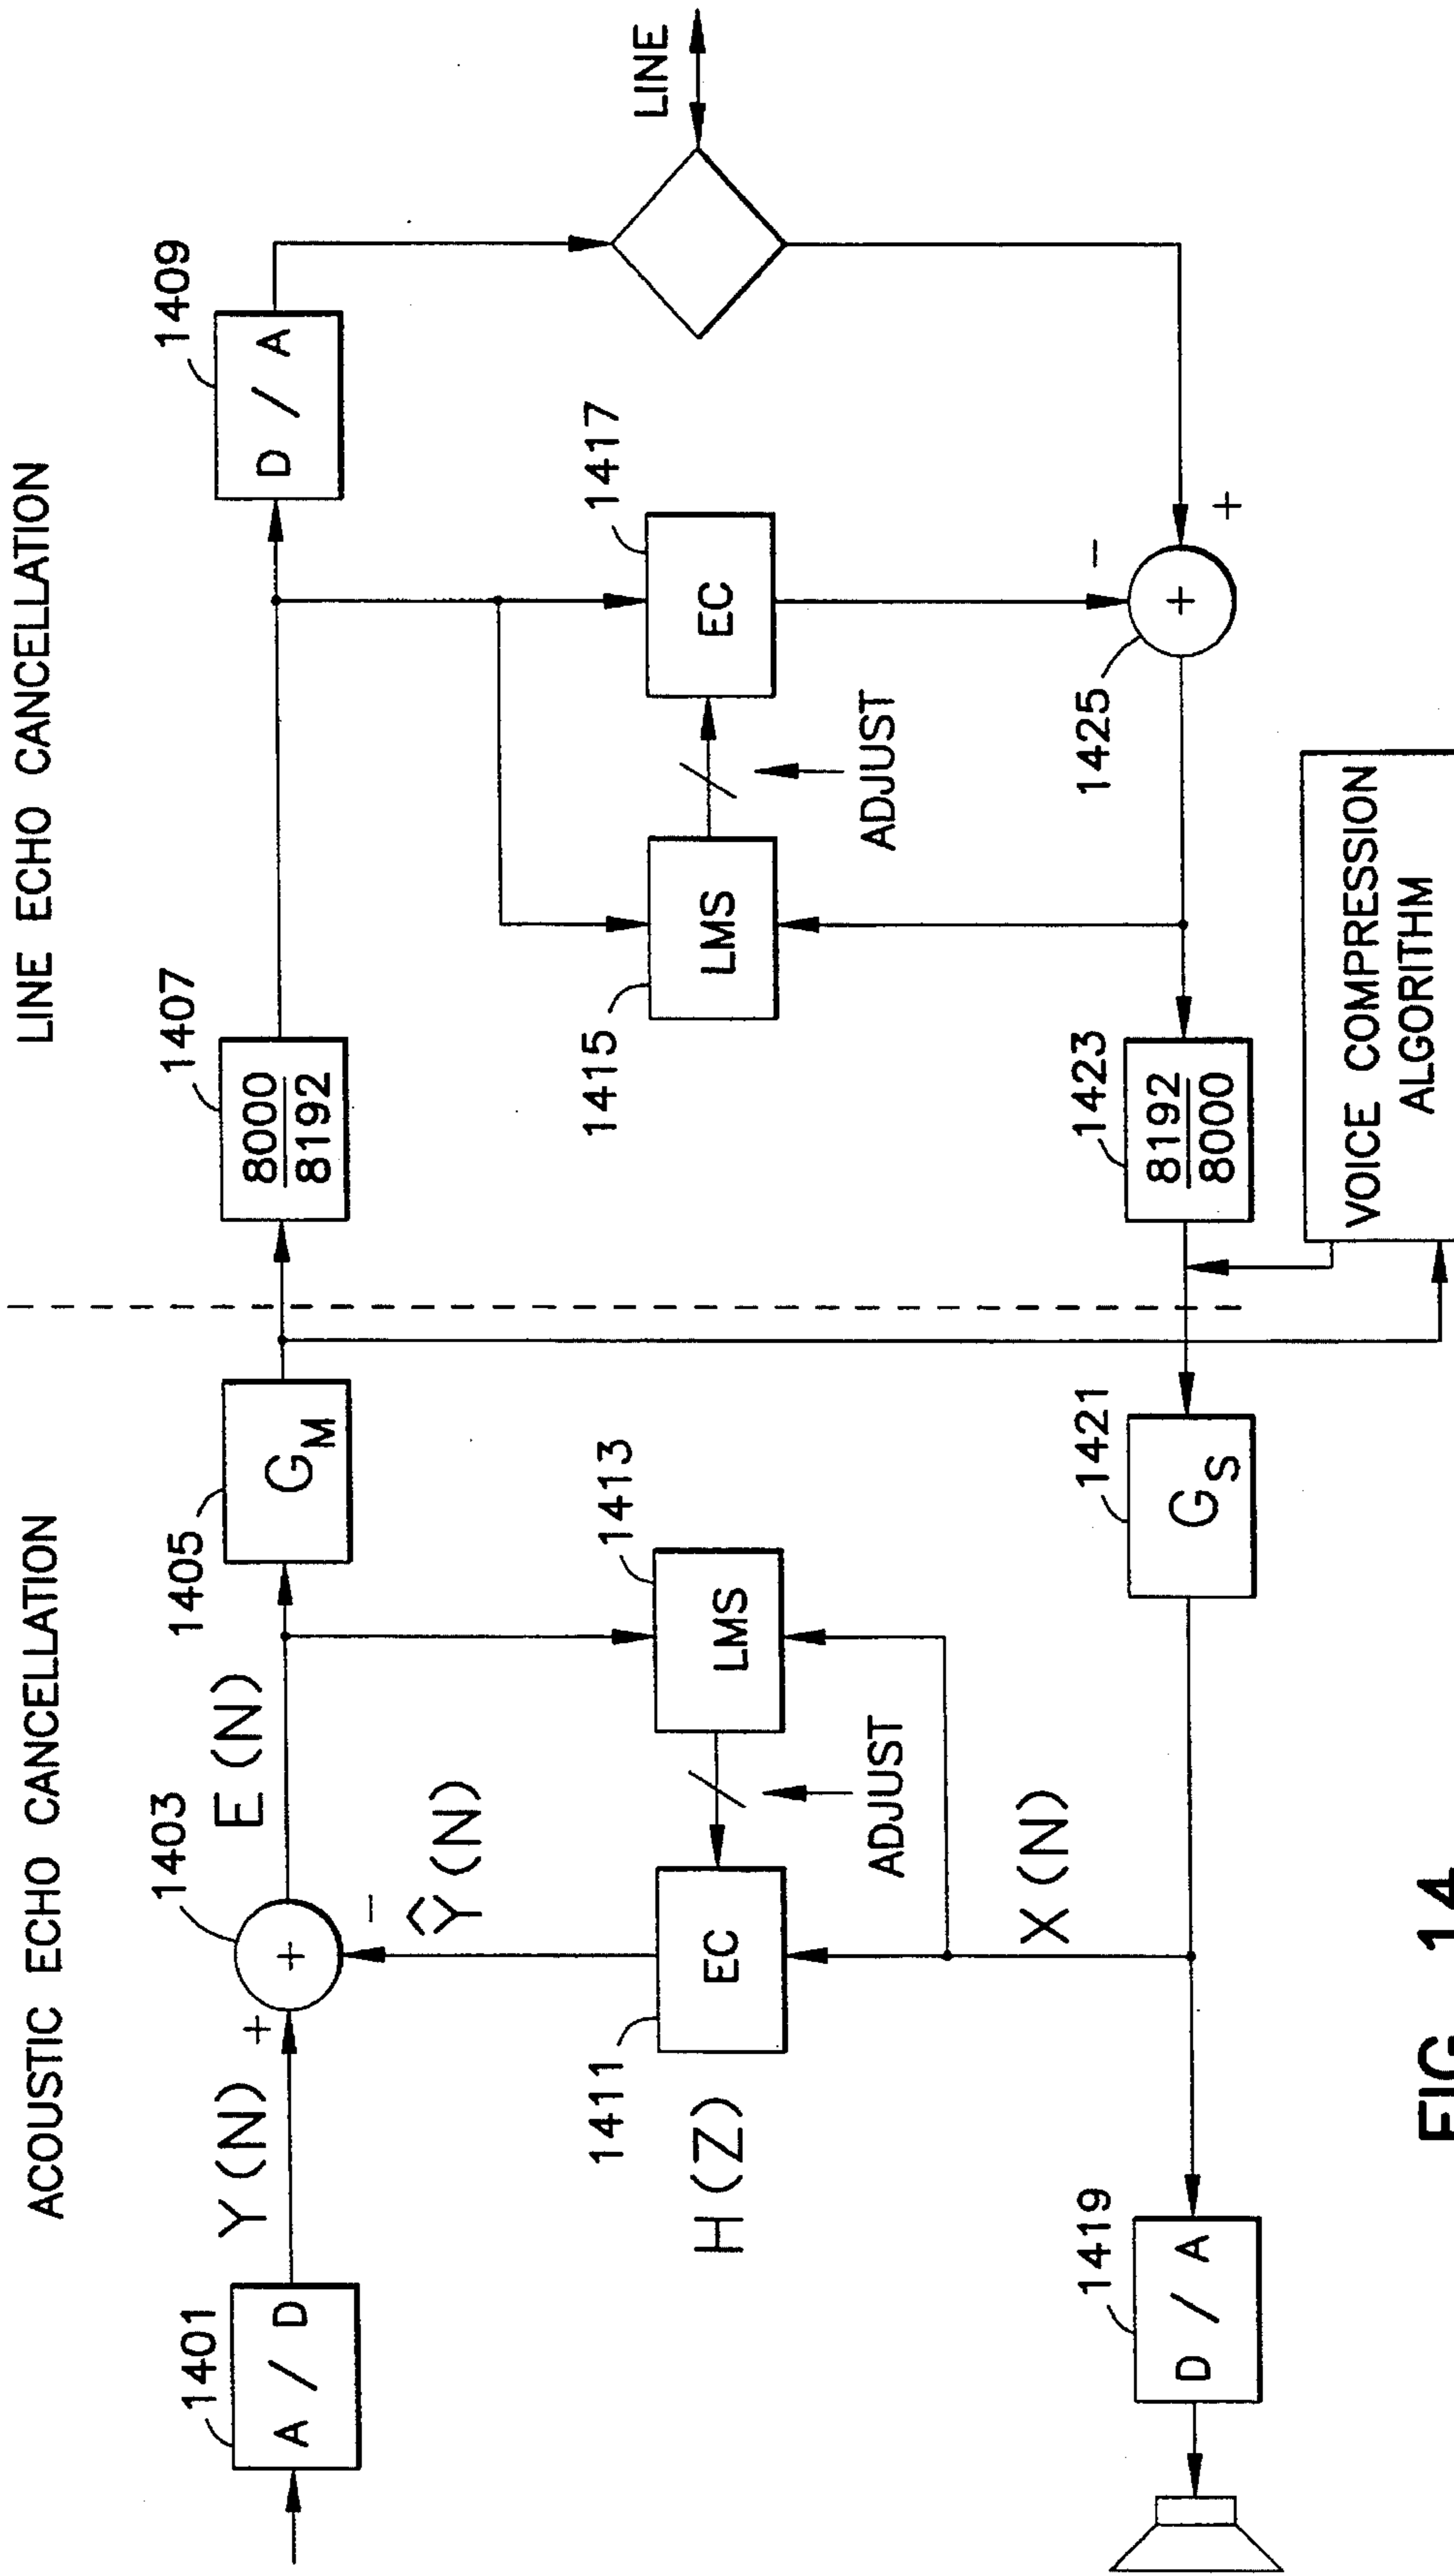 ACOUSTIC ECHO CANCELLATION
LINE ECHO CANCELLATION
1401
A / D
Y(N)
+
1403
+
−
Ŷ(N)
E(N)
1405
G_M
1407
8000
8192
1409
D / A
LINE
1411
EC
H(Z)
1413
LMS
ADJUST
X(N)
1415
LMS
ADJUST
1417
EC
1419
D / A
1421
G_S
1423
8192
8000
1425
+
−
+
VOICE COMPRESSION
ALGORITHM
FIG. 14